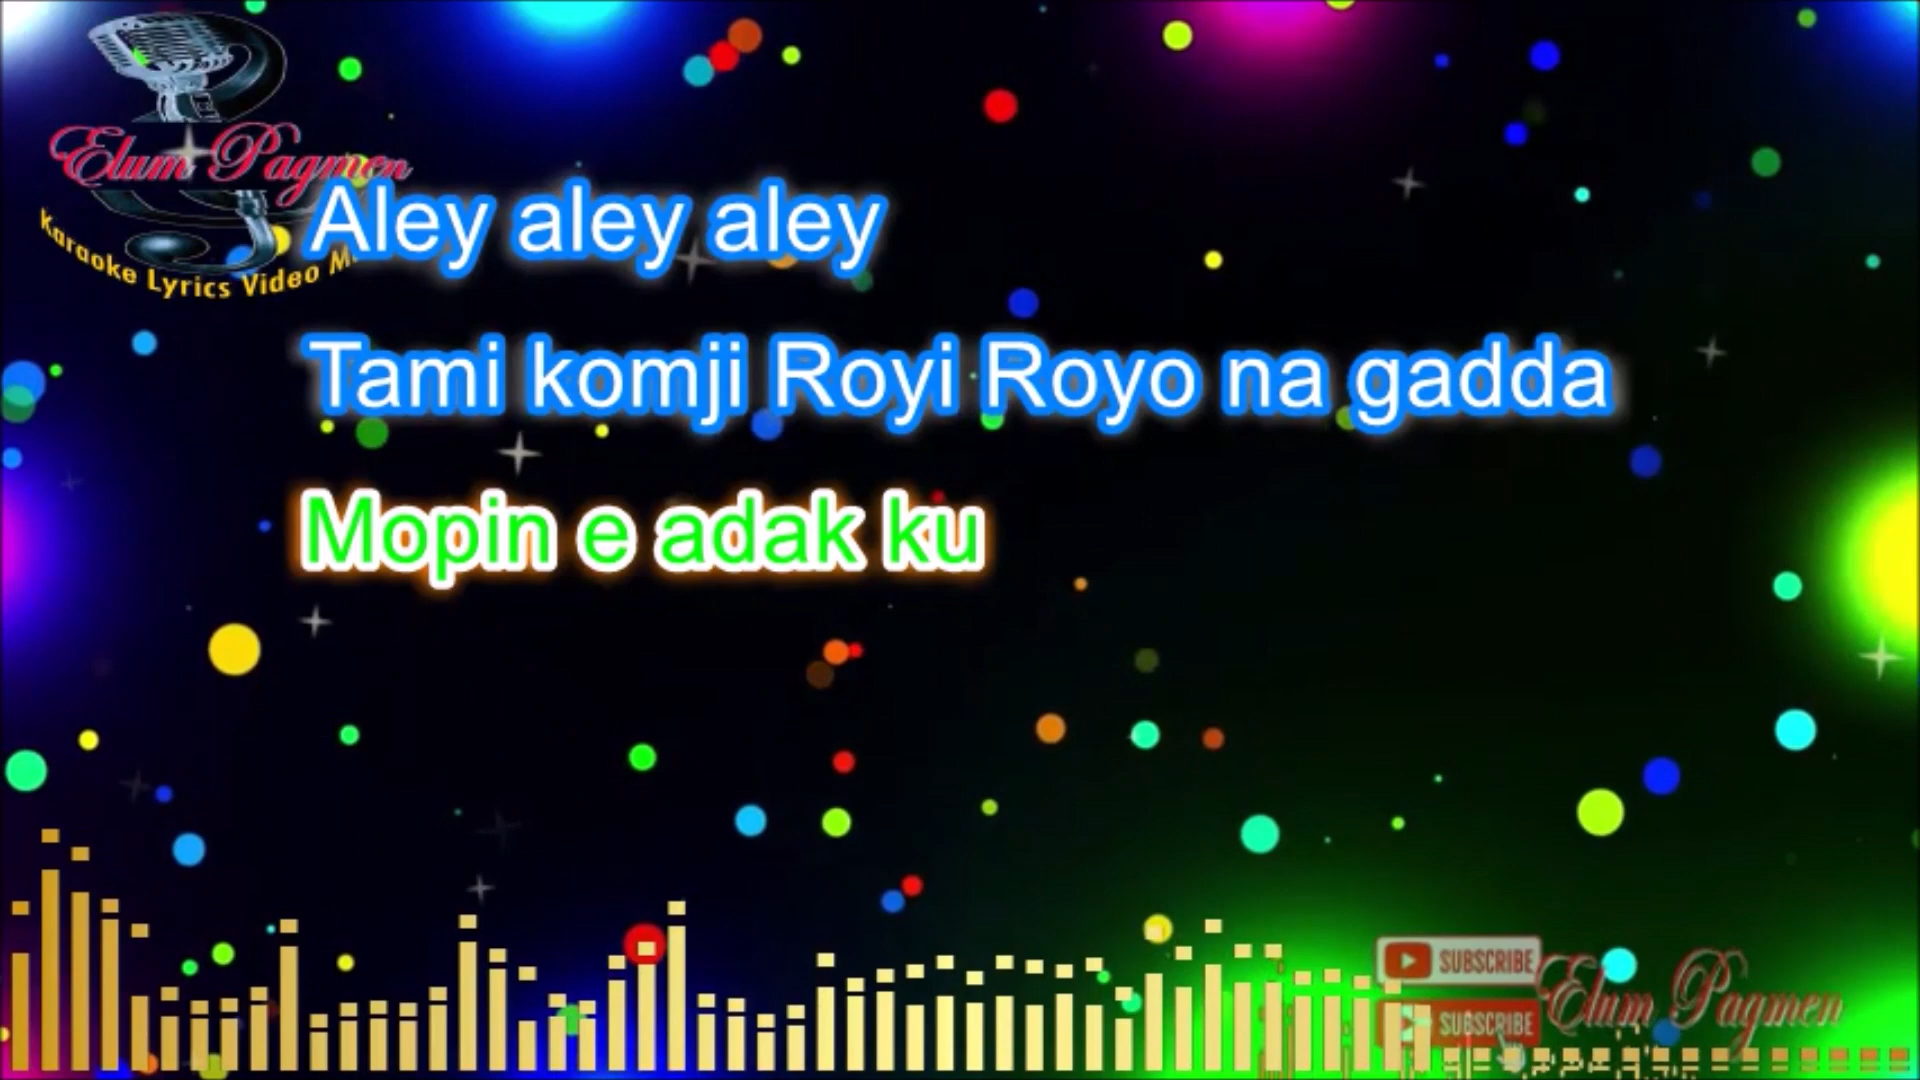 Elum Pagmen
Karaoke Lyrics Video
Aley aley aley
Tami komji Royi Royo na gadda
Mopin e adak ku
SUBSCRIBE
SUBSCRIBE
Elum Pagmen